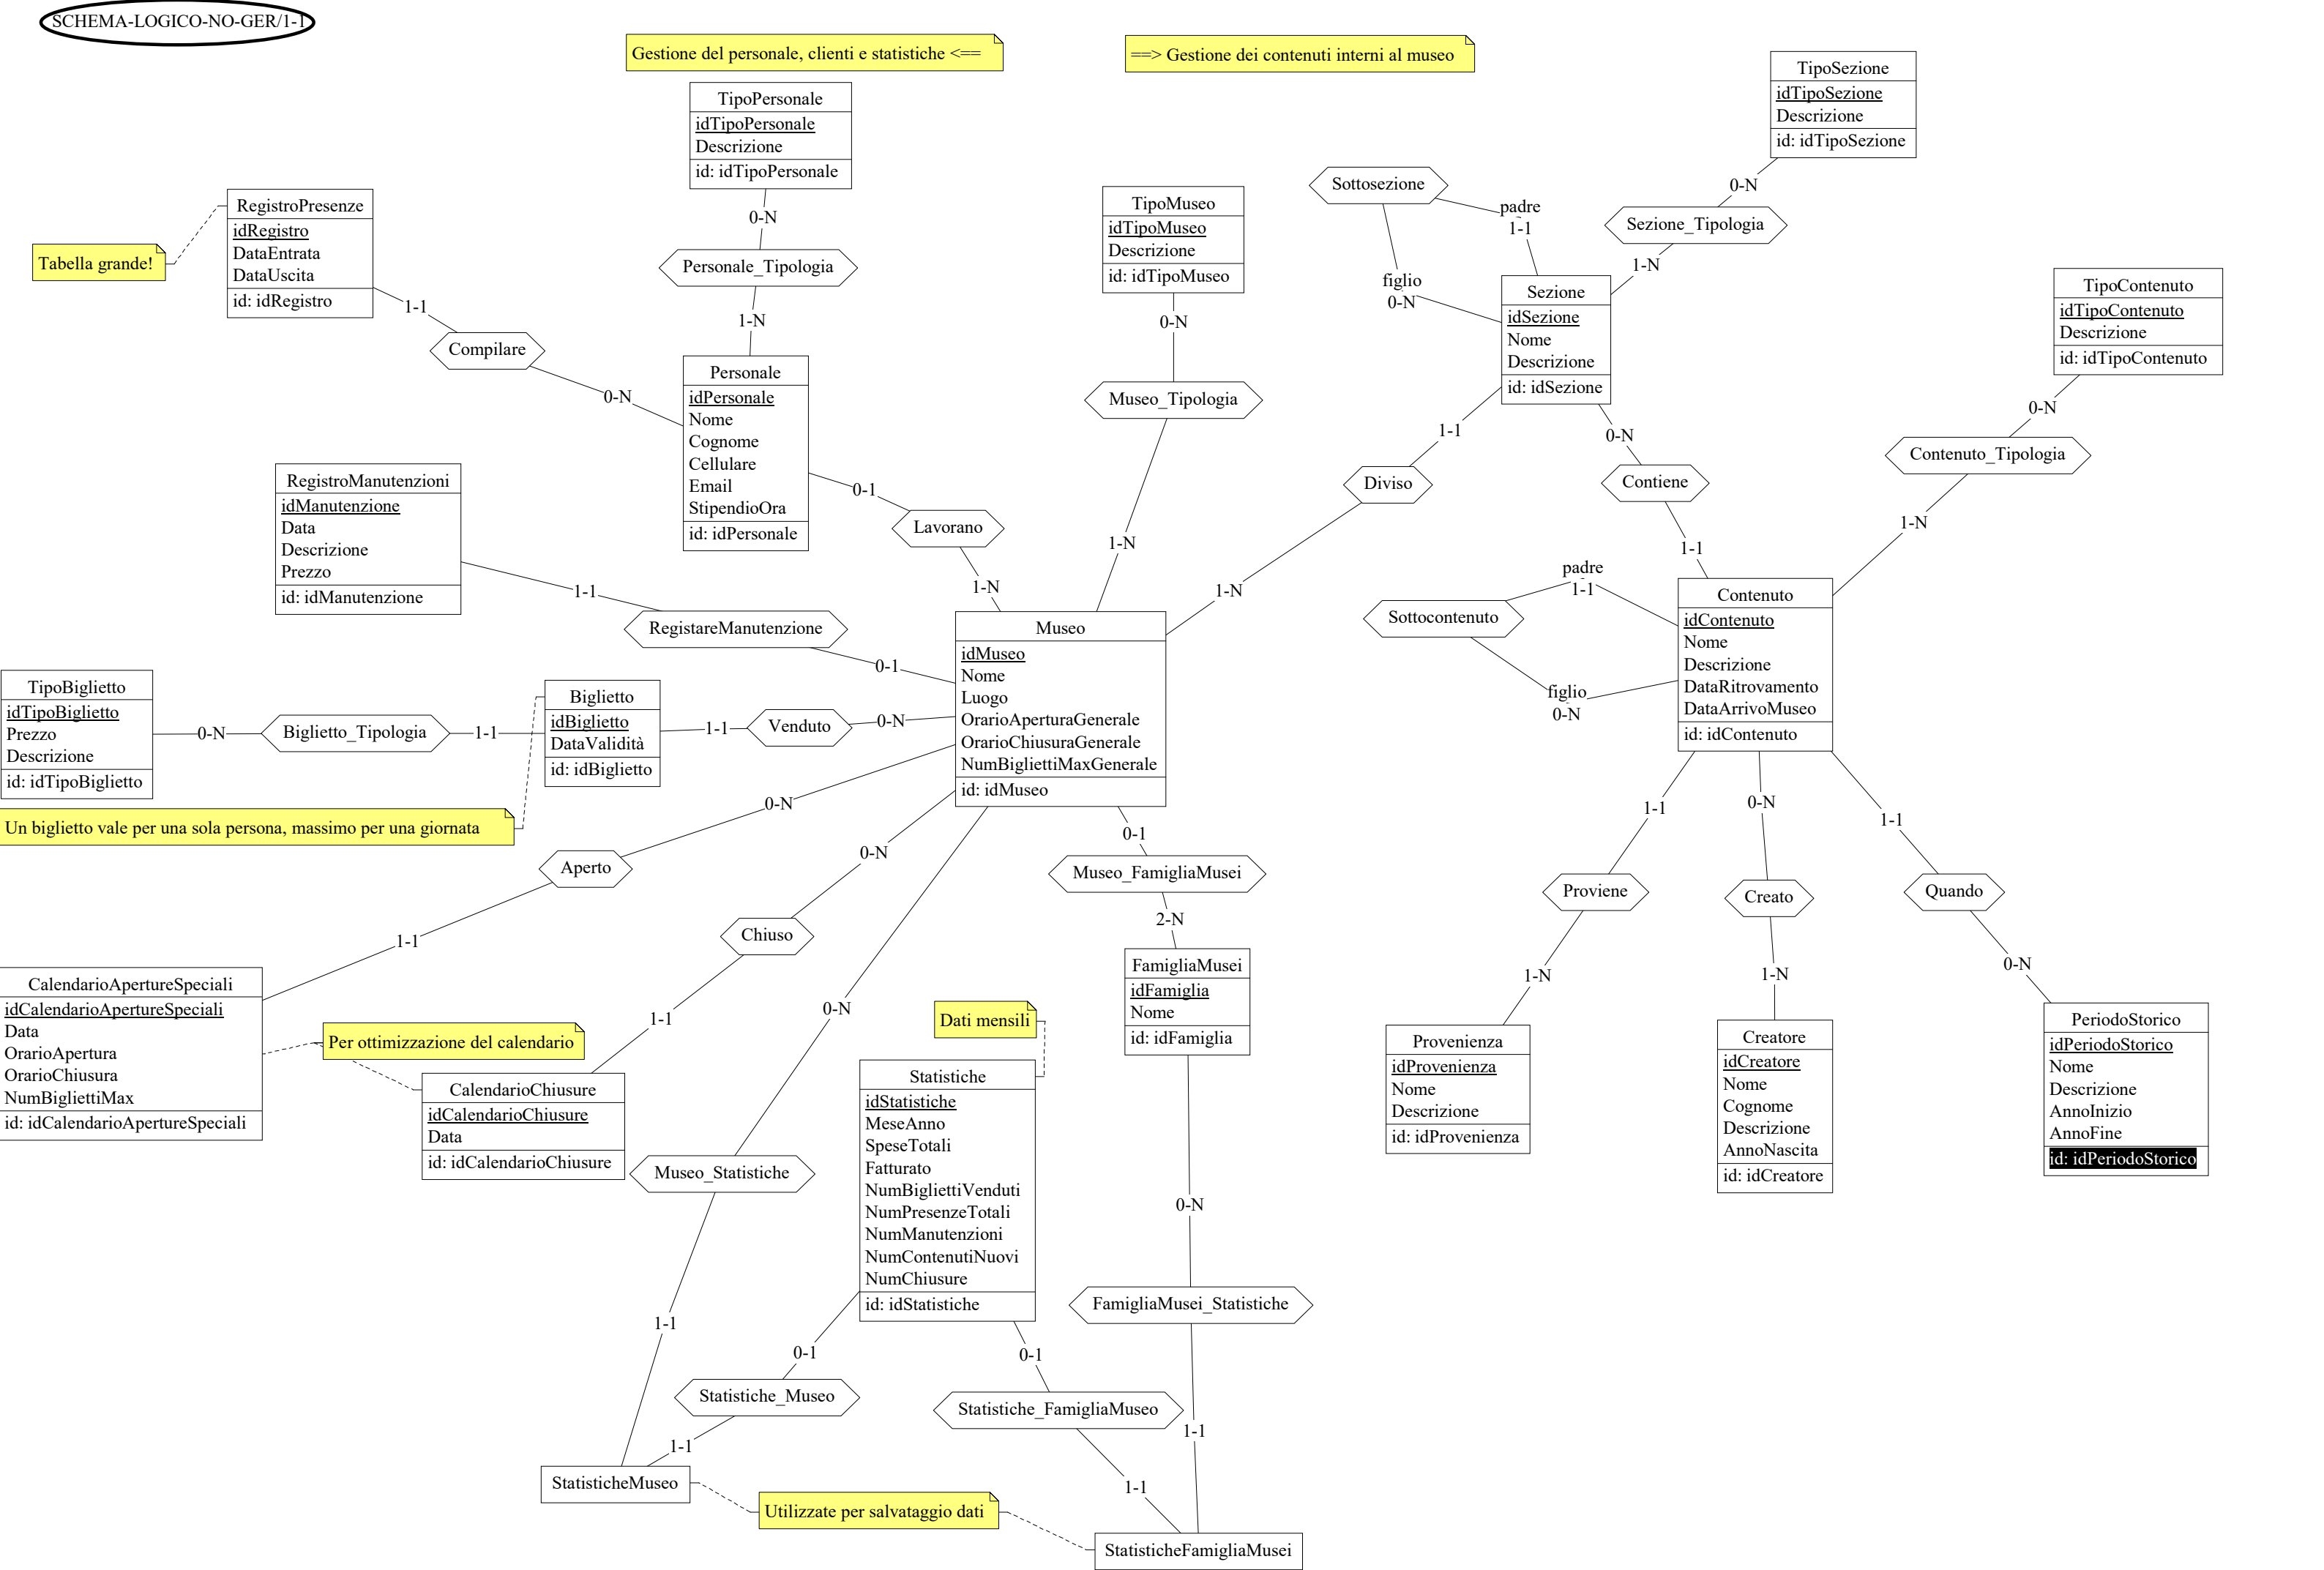 SCHEMA-LOGICO-NO-GER/1-1
Gestione del personale, clienti e statistiche <==
==> Gestione dei contenuti interni al museo
TipoPersonale
idTipoPersonale
Descrizione
id: idTipoPersonale
0-N
Personale_Tipologia
1-N
RegistroPresenze
idRegistro
DataEntrata
DataUscita
id: idRegistro
Tabella grande!
1-1
Compilare
0-N
Personale
idPersonale
Nome
Cognome
Cellulare
Email
StipendioOra
id: idPersonale
0-1
Lavorano
1-N
TipoMuseo
idTipoMuseo
Descrizione
id: idTipoMuseo
0-N
Museo_Tipologia
1-N
TipoSezione
idTipoSezione
Descrizione
id: idTipoSezione
0-N
Sezione_Tipologia
1-N
Sottosezione
padre
1-1
figlio
0-N
Sezione
idSezione
Nome
Descrizione
id: idSezione
1-1
Diviso
1-N
0-N
Contiene
1-1
TipoContenuto
idTipoContenuto
Descrizione
id: idTipoContenuto
0-N
Contenuto_Tipologia
1-N
RegistroManutenzioni
idManutenzione
Data
Descrizione
Prezzo
id: idManutenzione
1-1
RegistareManutenzione
0-1
Museo
idMuseo
Nome
Luogo
OrarioAperturaGenerale
OrarioChiusuraGenerale
NumBigliettiMaxGenerale
id: idMuseo
padre
1-1
Sottocontenuto
figlio
0-N
Contenuto
idContenuto
Nome
Descrizione
DataRitrovamento
DataArrivoMuseo
id: idContenuto
TipoBiglietto
idTipoBiglietto
Prezzo
Descrizione
id: idTipoBiglietto
0-N
Biglietto_Tipologia
1-1
Biglietto
idBiglietto
DataValidità
id: idBiglietto
1-1
Venduto
0-N
Un biglietto vale per una sola persona, massimo per una giornata
0-N
Aperto
1-1
0-N
Chiuso
1-1
0-1
Museo_FamigliaMusei
2-N
1-1
Proviene
1-N
0-N
Creato
1-N
1-1
Quando
0-N
CalendarioApertureSpeciali
idCalendarioApertureSpeciali
Data
OrarioApertura
OrarioChiusura
NumBigliettiMax
id: idCalendarioApertureSpeciali
Per ottimizzazione del calendario
CalendarioChiusure
idCalendarioChiusure
Data
id: idCalendarioChiusure
0-N
Museo_Statistiche
1-1
Dati mensili
Statistiche
idStatistiche
MeseAnno
SpeseTotali
Fatturato
NumBigliettiVenduti
NumPresenzeTotali
NumManutenzioni
NumContenutiNuovi
NumChiusure
id: idStatistiche
FamigliaMusei
idFamiglia
Nome
id: idFamiglia
0-N
FamigliaMusei_Statistiche
1-1
Provenienza
idProvenienza
Nome
Descrizione
id: idProvenienza
Creatore
idCreatore
Nome
Cognome
Descrizione
AnnoNascita
id: idCreatore
PeriodoStorico
idPeriodoStorico
Nome
Descrizione
AnnoInizio
AnnoFine
id: idPeriodoStorico
0-1
Statistiche_Museo
1-1
0-1
Statistiche_FamigliaMuseo
1-1
StatisticheMuseo
Utilizzate per salvataggio dati
StatisticheFamigliaMusei